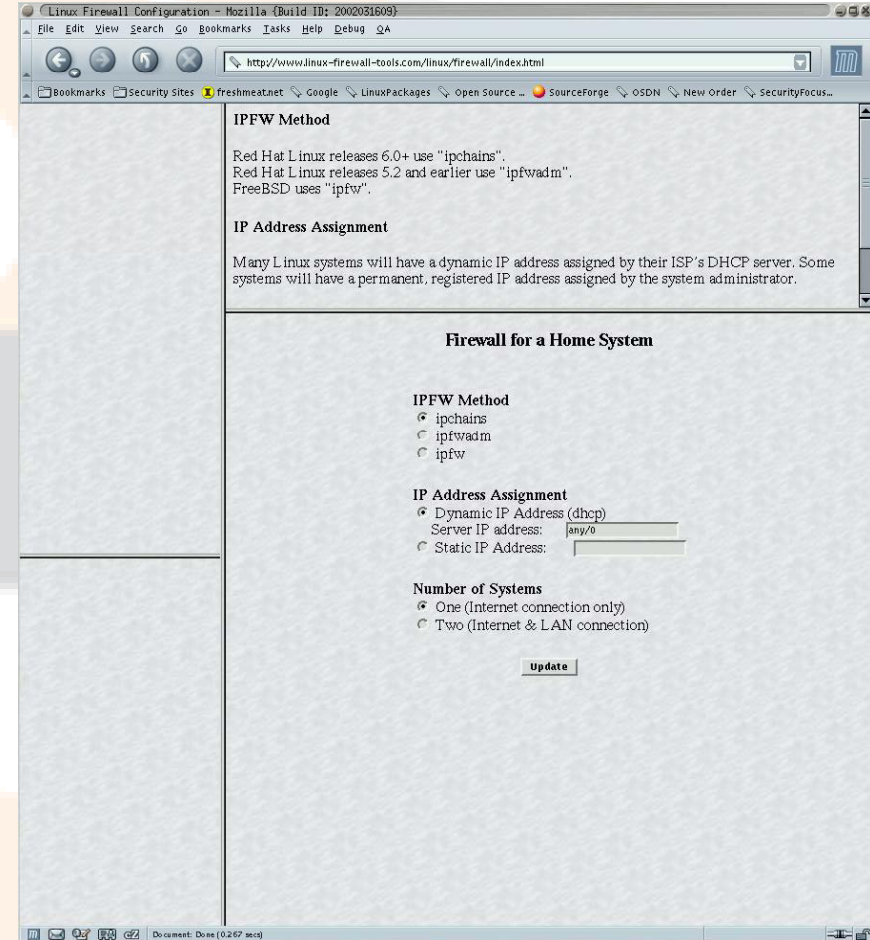 Linux Firewall Configuration - Mozilla {Build ID: 2002031609}
File Edit View Search Go Bookmarks Tasks Help Debug QA
http://www.linux-firewall-tools.com/linux/firewall/index.html
Bookmarks Security Sites freshmeat.net Google LinuxPackages Open Source ... SourceForge OSDN New Order SecurityFocus...
IPFW Method
Red Hat Linux releases 6.0+ use "ipchains".
Red Hat Linux releases 5.2 and earlier use "ipfwadm".
FreeBSD uses "ipfw".
IP Address Assignment
Many Linux systems will have a dynamic IP address assigned by their ISP's DHCP server. Some
systems will have a permanent, registered IP address assigned by the system administrator.
Firewall for a Home System
IPFW Method
ipchains
ipfwadm
ipfw
IP Address Assignment
Dynamic IP Address (dhcp)
Server IP address: any/0
Static IP Address:
Number of Systems
One (Internet connection only)
Two (Internet & LAN connection)
Update
Document: Done (0.267 secs)